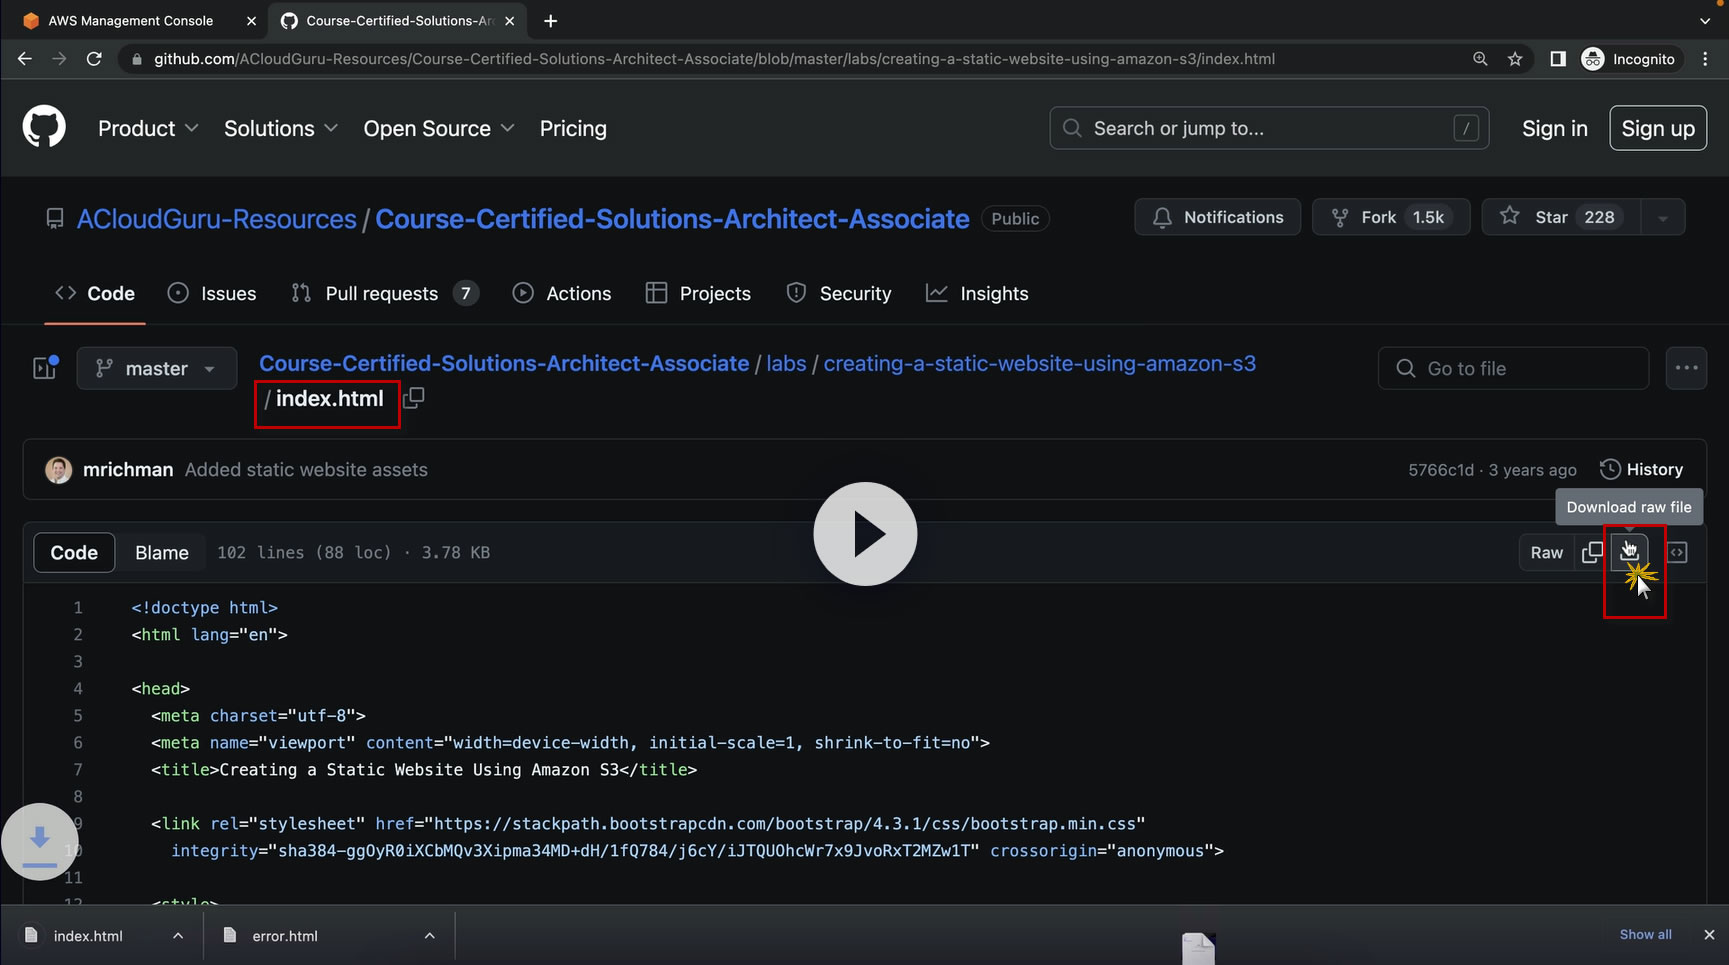 AWS Management Console
Course-Certified-Solutions-Ar
github.com/ACloudGuru-Resources/Course-Certified-Solutions-Architect-Associate/blob/master/labs/creating-a-static-website-using-amazon-s3/index.html
Incognito
Product Solutions Open Source Pricing
Search or jump to... /
Sign in
Sign up
ACloudGuru-Resources / Course-Certified-Solutions-Architect-Associate Public
Notifications
Fork 1.5k
Star 228
Code
Issues
Pull requests 7
Actions
Projects
Security
Insights
master
Course-Certified-Solutions-Architect-Associate / labs / creating-a-static-website-using-amazon-s3
/ index.html
Go to file
mrichman Added static website assets
5766c1d · 3 years ago
History
Download raw file
Code Blame 102 lines (88 loc) · 3.78 KB
Raw
1 <!doctype html>
2 <html lang="en">
3
4 <head>
5 <meta charset="utf-8">
6 <meta name="viewport" content="width=device-width, initial-scale=1, shrink-to-fit=no">
7 <title>Creating a Static Website Using Amazon S3</title>
8
9 <link rel="stylesheet" href="https://stackpath.bootstrapcdn.com/bootstrap/4.3.1/css/bootstrap.min.css"
10 integrity="sha384-ggOyR0iXCbMQv3Xipma34MD+dH/1fQ784/j6cY/iJTQUOhcWr7x9JvoRxT2MZw1T" crossorigin="anonymous">
11
12 <style>
index.html
error.html
Show all